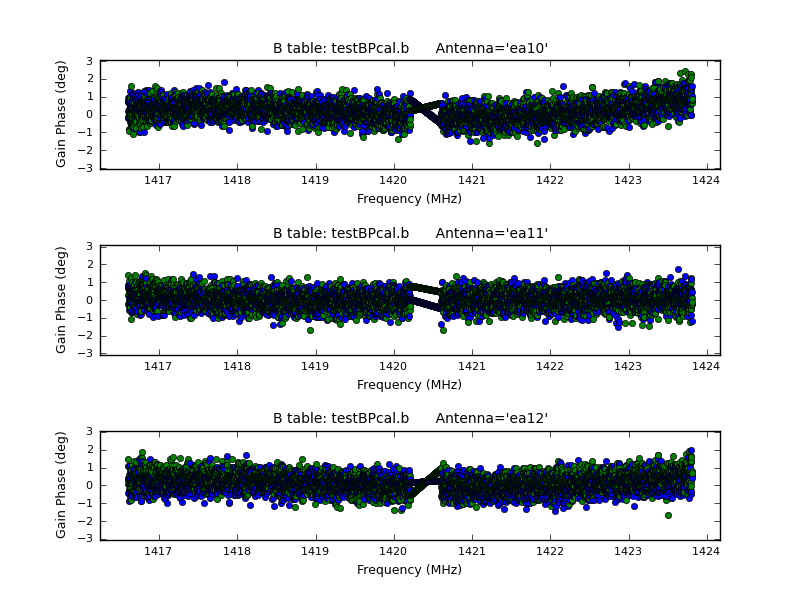 B table: testBPcal.b Antenna='ea10'
Gain Phase (deg)
3
2
1
0
−1
−2
−3
1417 1418 1419 1420 1421 1422 1423 1424
Frequency (MHz)
B table: testBPcal.b Antenna='ea11'
Gain Phase (deg)
3
2
1
0
−1
−2
−3
1417 1418 1419 1420 1421 1422 1423 1424
Frequency (MHz)
B table: testBPcal.b Antenna='ea12'
Gain Phase (deg)
3
2
1
0
−1
−2
−3
1417 1418 1419 1420 1421 1422 1423 1424
Frequency (MHz)